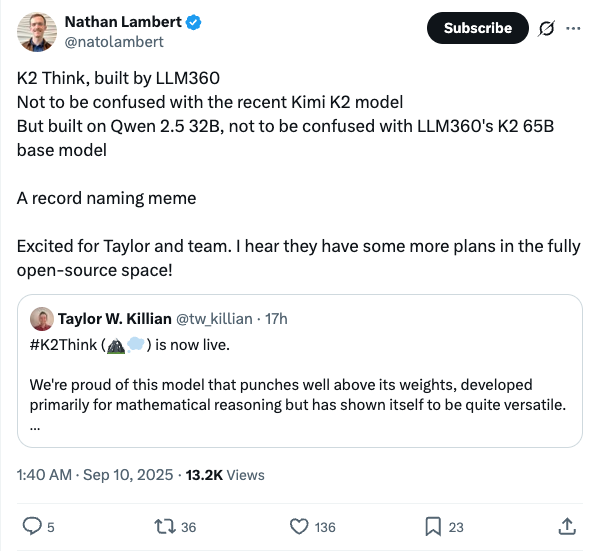 Nathan Lambert
@natolambert
Subscribe
K2 Think, built by LLM360
Not to be confused with the recent Kimi K2 model
But built on Qwen 2.5 32B, not to be confused with LLM360's K2 65B
base model
A record naming meme
Excited for Taylor and team. I hear they have some more plans in the fully
open-source space!
Taylor W. Killian @tw_killian · 17h
#K2Think (⛰️💭) is now live.
We're proud of this model that punches well above its weights, developed
primarily for mathematical reasoning but has shown itself to be quite versatile.
...
1:40 AM · Sep 10, 2025 · 13.2K Views
5 36 136 23